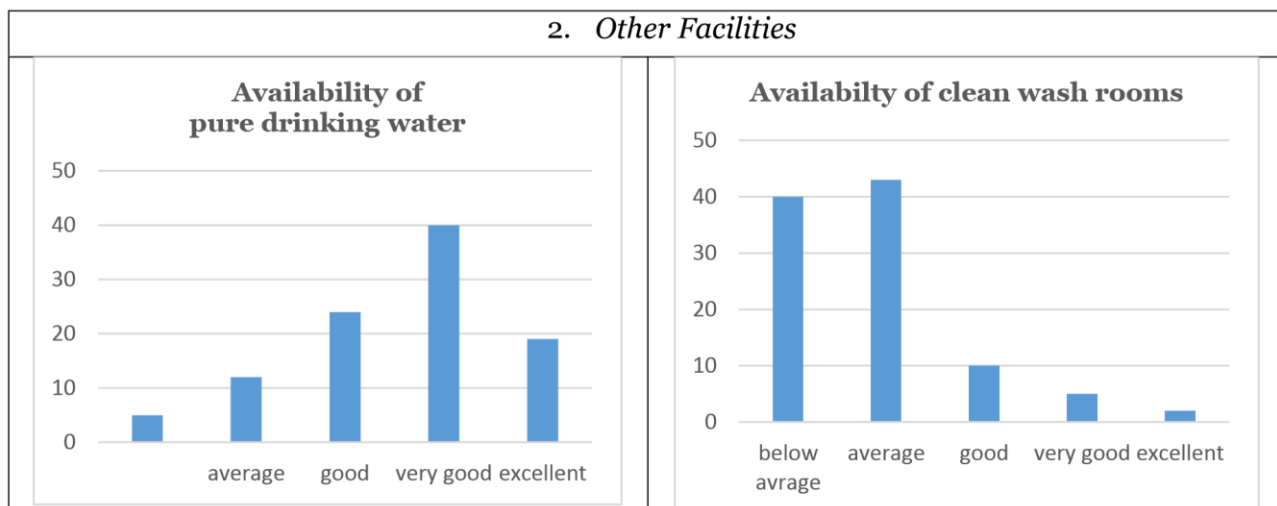 2. Other Facilities
Availability of
pure drinking water
50
40
30
20
10
0
average good very good excellent
Availabilty of clean wash rooms
50
40
30
20
10
0
below average good very good excellent
avrage